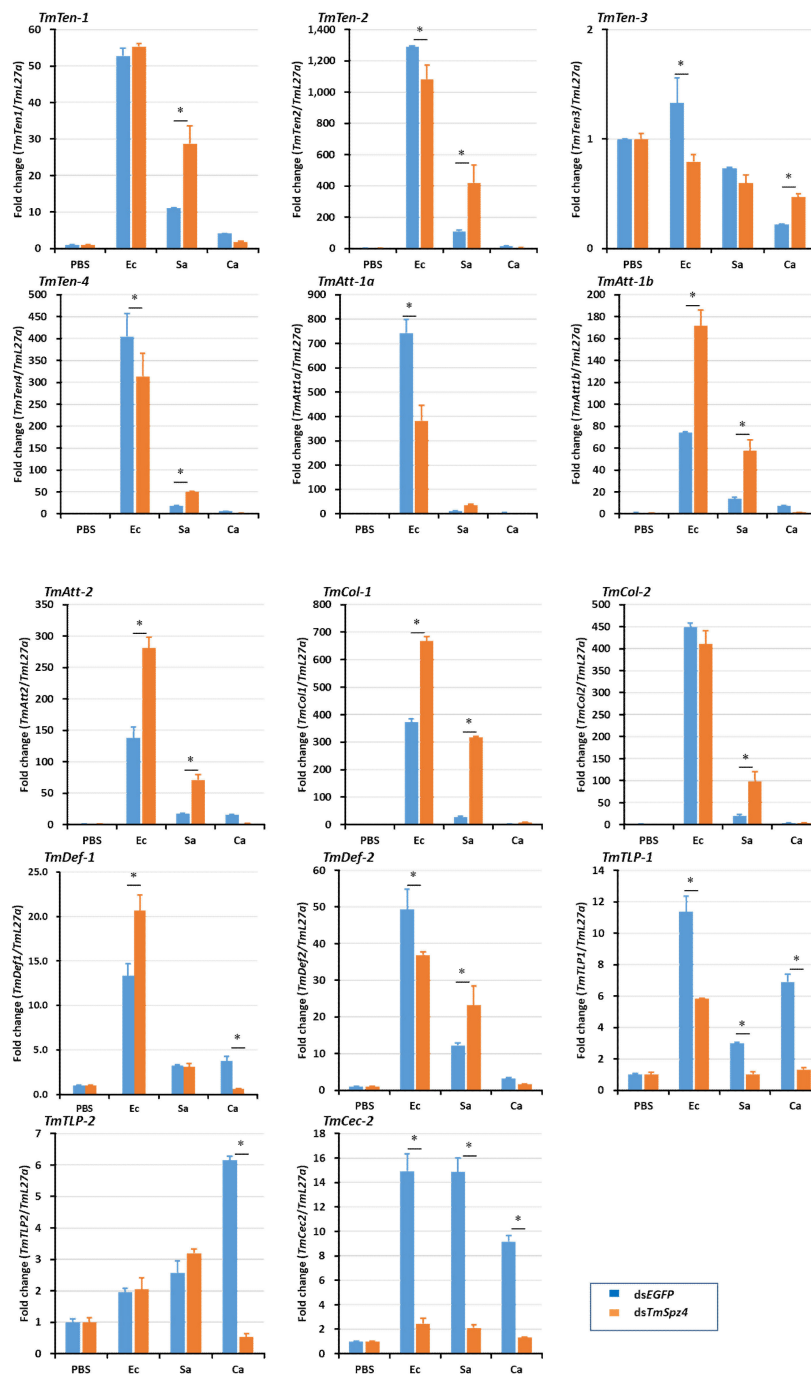 TmTen-1
Fold change (TmTen1/TmL27a)
60
50
40
30
20
10
0
*
PBS Ec Sa Ca
TmTen-2
Fold change (TmTen2/TmL27a)
1,400
1,200
1,000
800
600
400
200
0
* *
PBS Ec Sa Ca
TmTen-3
Fold change (TmTen3/TmL27a)
2
1
0
* *
PBS Ec Sa Ca
TmTen-4
Fold change (TmTen4/TmL27a)
500
450
400
350
300
250
200
150
100
50
0
* *
PBS Ec Sa Ca
TmAtt-1a
Fold change (TmAtt1a/TmL27a)
900
800
700
600
500
400
300
200
100
0
*
PBS Ec Sa Ca
TmAtt-1b
Fold change (TmAtt1b/TmL27a)
200
180
160
140
120
100
80
60
40
20
0
* *
PBS Ec Sa Ca
TmAtt-2
Fold change (TmAtt2/TmL27a)
350
300
250
200
150
100
50
0
* *
PBS Ec Sa Ca
TmCol-1
Fold change (TmCol1/TmL27a)
800
700
600
500
400
300
200
100
0
* *
PBS Ec Sa Ca
TmCol-2
Fold change (TmCol2/TmL27a)
500
450
400
350
300
250
200
150
100
50
0
*
PBS Ec Sa Ca
TmDef-1
Fold change (TmDef1/TmL27a)
25.0
20.0
15.0
10.0
5.0
0.0
* *
PBS Ec Sa Ca
TmDef-2
Fold change (TmDef2/TmL27a)
60
50
40
30
20
10
0
* *
PBS Ec Sa Ca
TmTLP-1
Fold change (TmTLP1/TmL27a)
14
12
10
8
6
4
2
0
* * *
PBS Ec Sa Ca
TmTLP-2
Fold change (TmTLP2/TmL27a)
7
6
5
4
3
2
1
0
*
PBS Ec Sa Ca
TmCec-2
Fold change (TmCec2/TmL27a)
18
16
14
12
10
8
6
4
2
0
* * *
PBS Ec Sa Ca
dsEGFP
dsTmSpz4